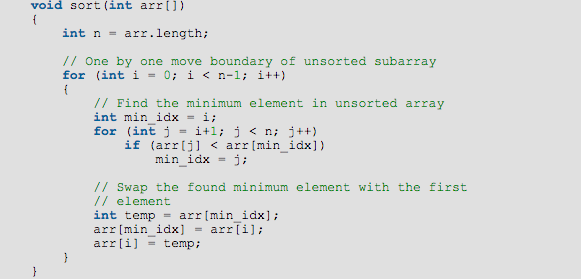 void sort(int arr[])
{
    int n = arr.length;

    // One by one move boundary of unsorted subarray
    for (int i = 0; i < n-1; i++)
    {
        // Find the minimum element in unsorted array
        int min_idx = i;
        for (int j = i+1; j < n; j++)
            if (arr[j] < arr[min_idx])
                min_idx = j;

        // Swap the found minimum element with the first
        // element
        int temp = arr[min_idx];
        arr[min_idx] = arr[i];
        arr[i] = temp;
    }
}